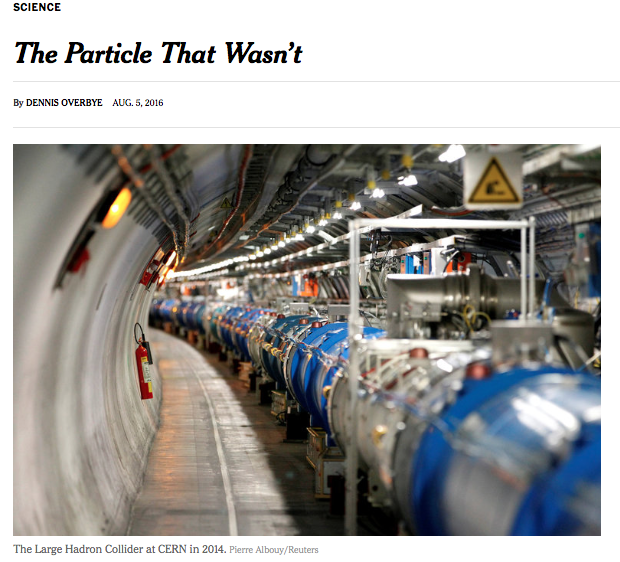 SCIENCE
The Particle That Wasn’t
By DENNIS OVERBYE AUG. 5, 2016
The Large Hadron Collider at CERN in 2014. Pierre Albouy/Reuters